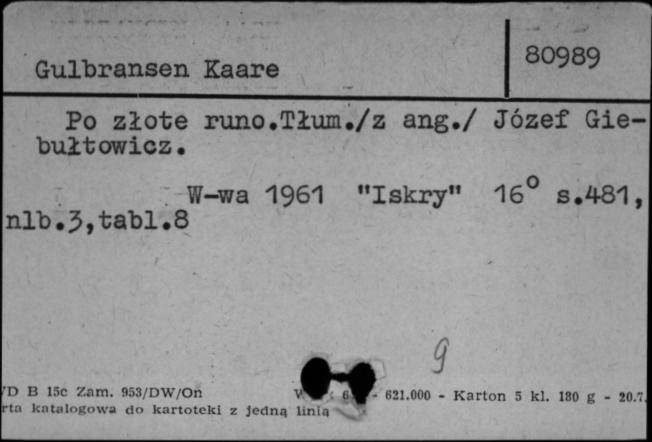 Gulbransen Kaare
80989
Po złote runo.Tłum./z ang./ Józef Gie-
bułtowicz.
W-wa 1961 "Iskry" 16° s.481,
nlb.3,tabl.8
9
B 15c Zam. 953/DW/On - 621.000 - Karton 5 kl. 180 g - 20.7.
katalogowa do kartoteki z jedną linią